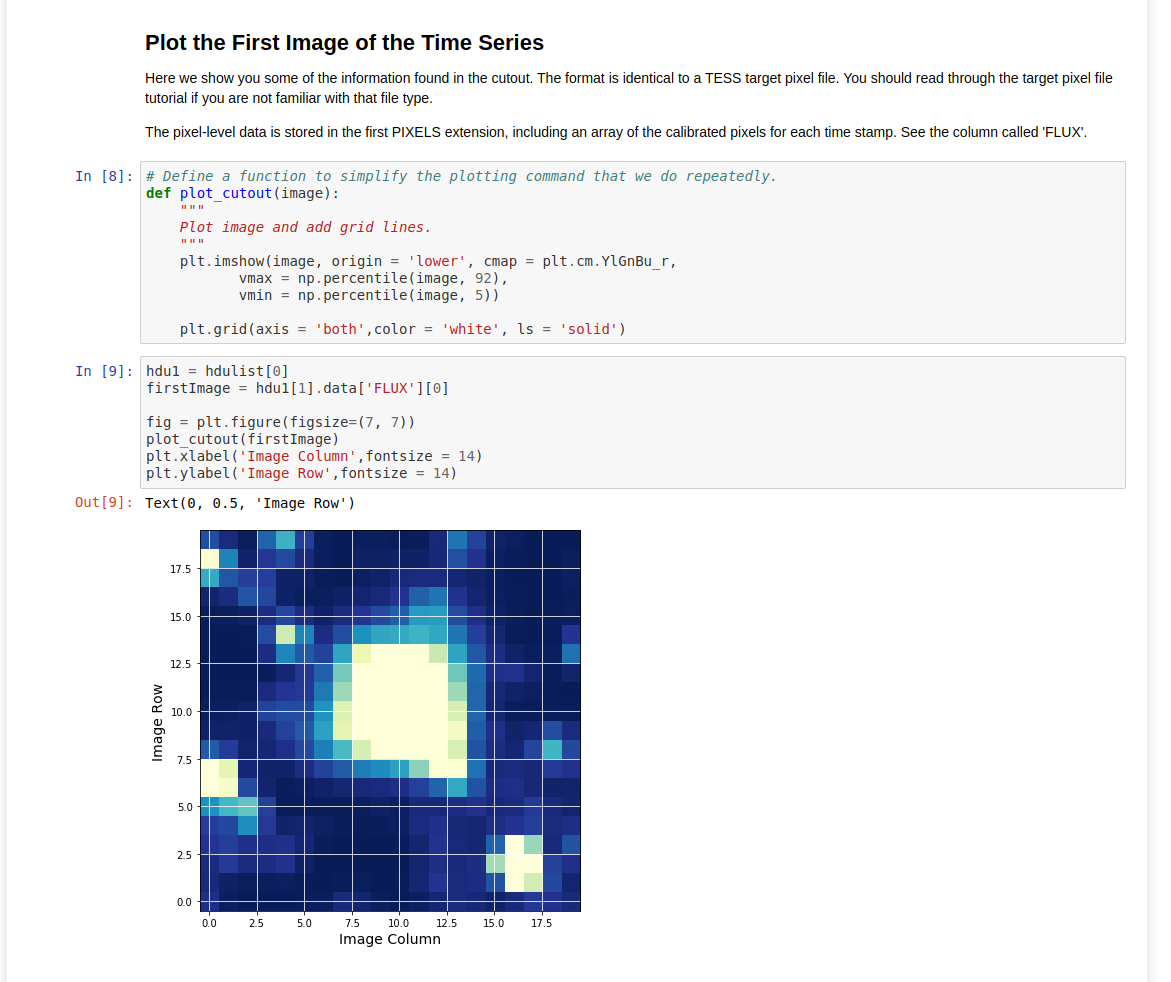 Plot the First Image of the Time Series
Here we show you some of the information found in the cutout. The format is identical to a TESS target pixel file. You should read through the target pixel file
tutorial if you are not familiar with that file type.
The pixel-level data is stored in the first PIXELS extension, including an array of the calibrated pixels for each time stamp. See the column called 'FLUX'.
In [8]: # Define a function to simplify the plotting command that we do repeatedly.
def plot_cutout(image):
    """
    Plot image and add grid lines.
    """
    plt.imshow(image, origin = 'lower', cmap = plt.cm.YlGnBu_r,
           vmax = np.percentile(image, 92),
           vmin = np.percentile(image, 5))
    plt.grid(axis = 'both',color = 'white', ls = 'solid')
In [9]: hdu1 = hdulist[0]
firstImage = hdu1[1].data['FLUX'][0]
fig = plt.figure(figsize=(7, 7))
plot_cutout(firstImage)
plt.xlabel('Image Column',fontsize = 14)
plt.ylabel('Image Row',fontsize = 14)
Out[9]: Text(0, 0.5, 'Image Row')
17.5
15.0
12.5
10.0
7.5
5.0
2.5
0.0
Image Row
0.0 2.5 5.0 7.5 10.0 12.5 15.0 17.5
Image Column